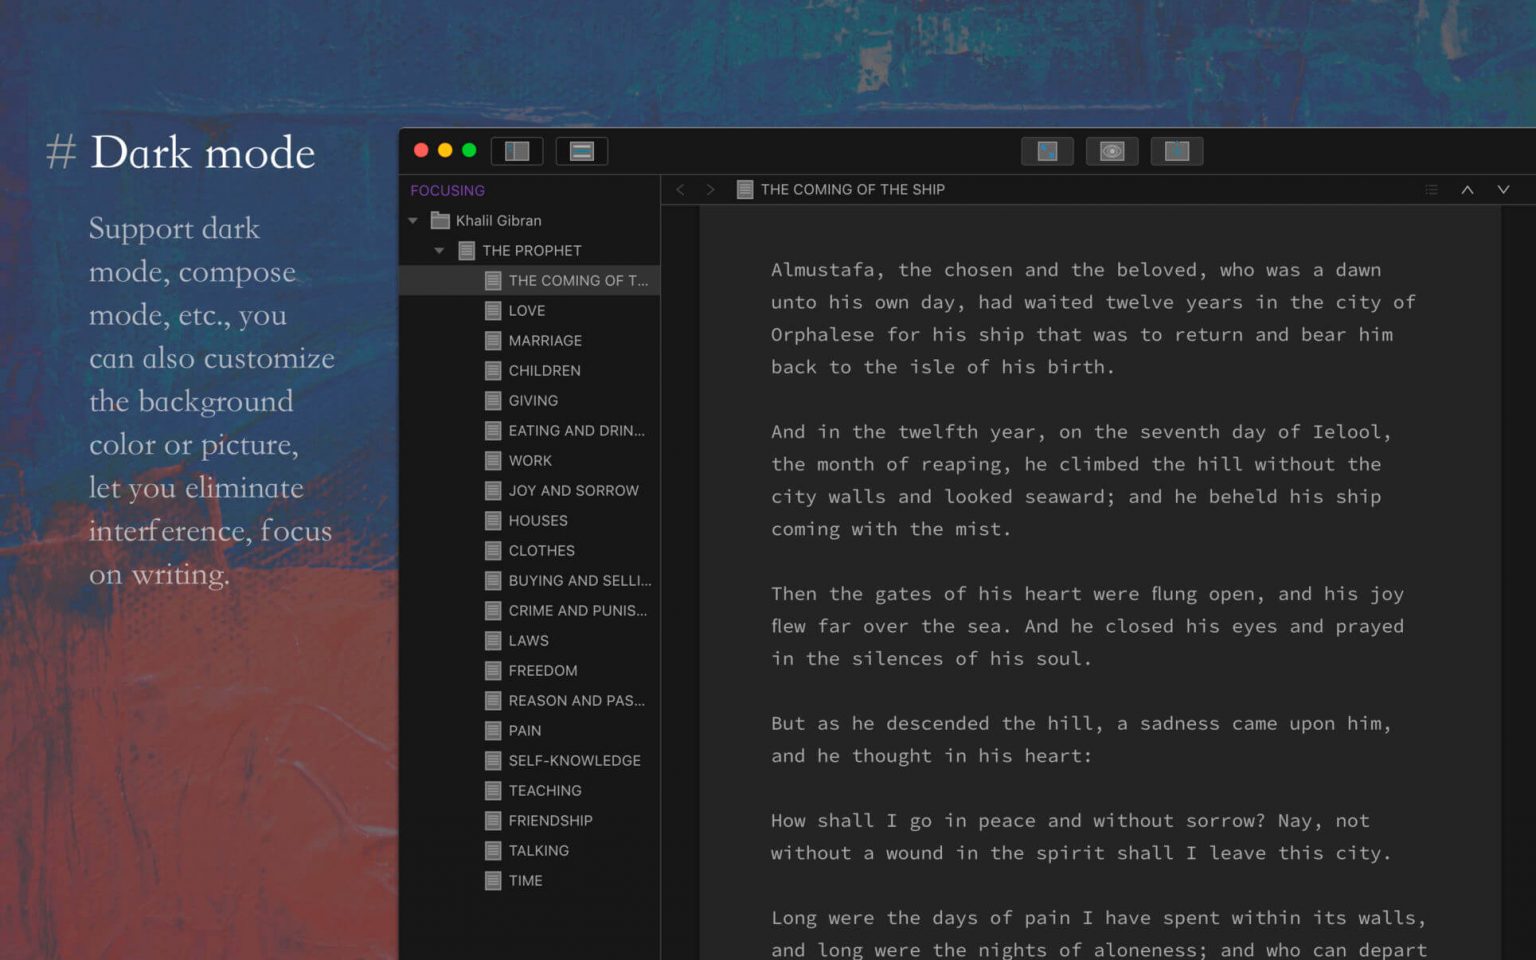 # Dark mode
Support dark
mode, compose
mode, etc., you
can also customize
the background
color or picture,
let you eliminate
interference, focus
on writing.
FOCUSING
Khalil Gibran
THE PROPHET
THE COMING OF T...
LOVE
MARRIAGE
CHILDREN
GIVING
EATING AND DRIN...
WORK
JOY AND SORROW
HOUSES
CLOTHES
BUYING AND SELLI...
CRIME AND PUNIS...
LAWS
FREEDOM
REASON AND PAS...
PAIN
SELF-KNOWLEDGE
TEACHING
FRIENDSHIP
TALKING
TIME
THE COMING OF THE SHIP
Almustafa, the chosen and the beloved, who was a dawn
unto his own day, had waited twelve years in the city of
Orphalese for his ship that was to return and bear him
back to the isle of his birth.
And in the twelfth year, on the seventh day of Ielool,
the month of reaping, he climbed the hill without the
city walls and looked seaward; and he beheld his ship
coming with the mist.
Then the gates of his heart were flung open, and his joy
flew far over the sea. And he closed his eyes and prayed
in the silences of his soul.
But as he descended the hill, a sadness came upon him,
and he thought in his heart:
How shall I go in peace and without sorrow? Nay, not
without a wound in the spirit shall I leave this city.
Long were the days of pain I have spent within its walls,
and long were the nights of aloneness; and who can depart